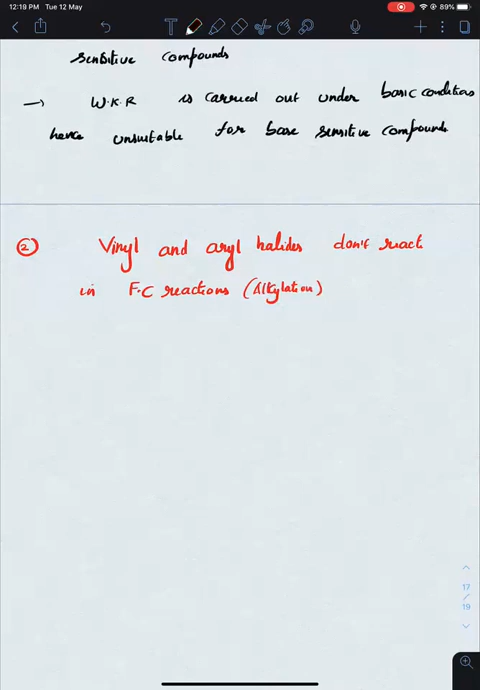 12:19 PM Tue 12 May
89%
sensitive compounds
→ W.K.R is carried out under basic conditions
hence unsuitable for base sensitive compounds.
② Vinyl and aryl halides don't react
in F.C reactions (Alkylation)
17
/
19